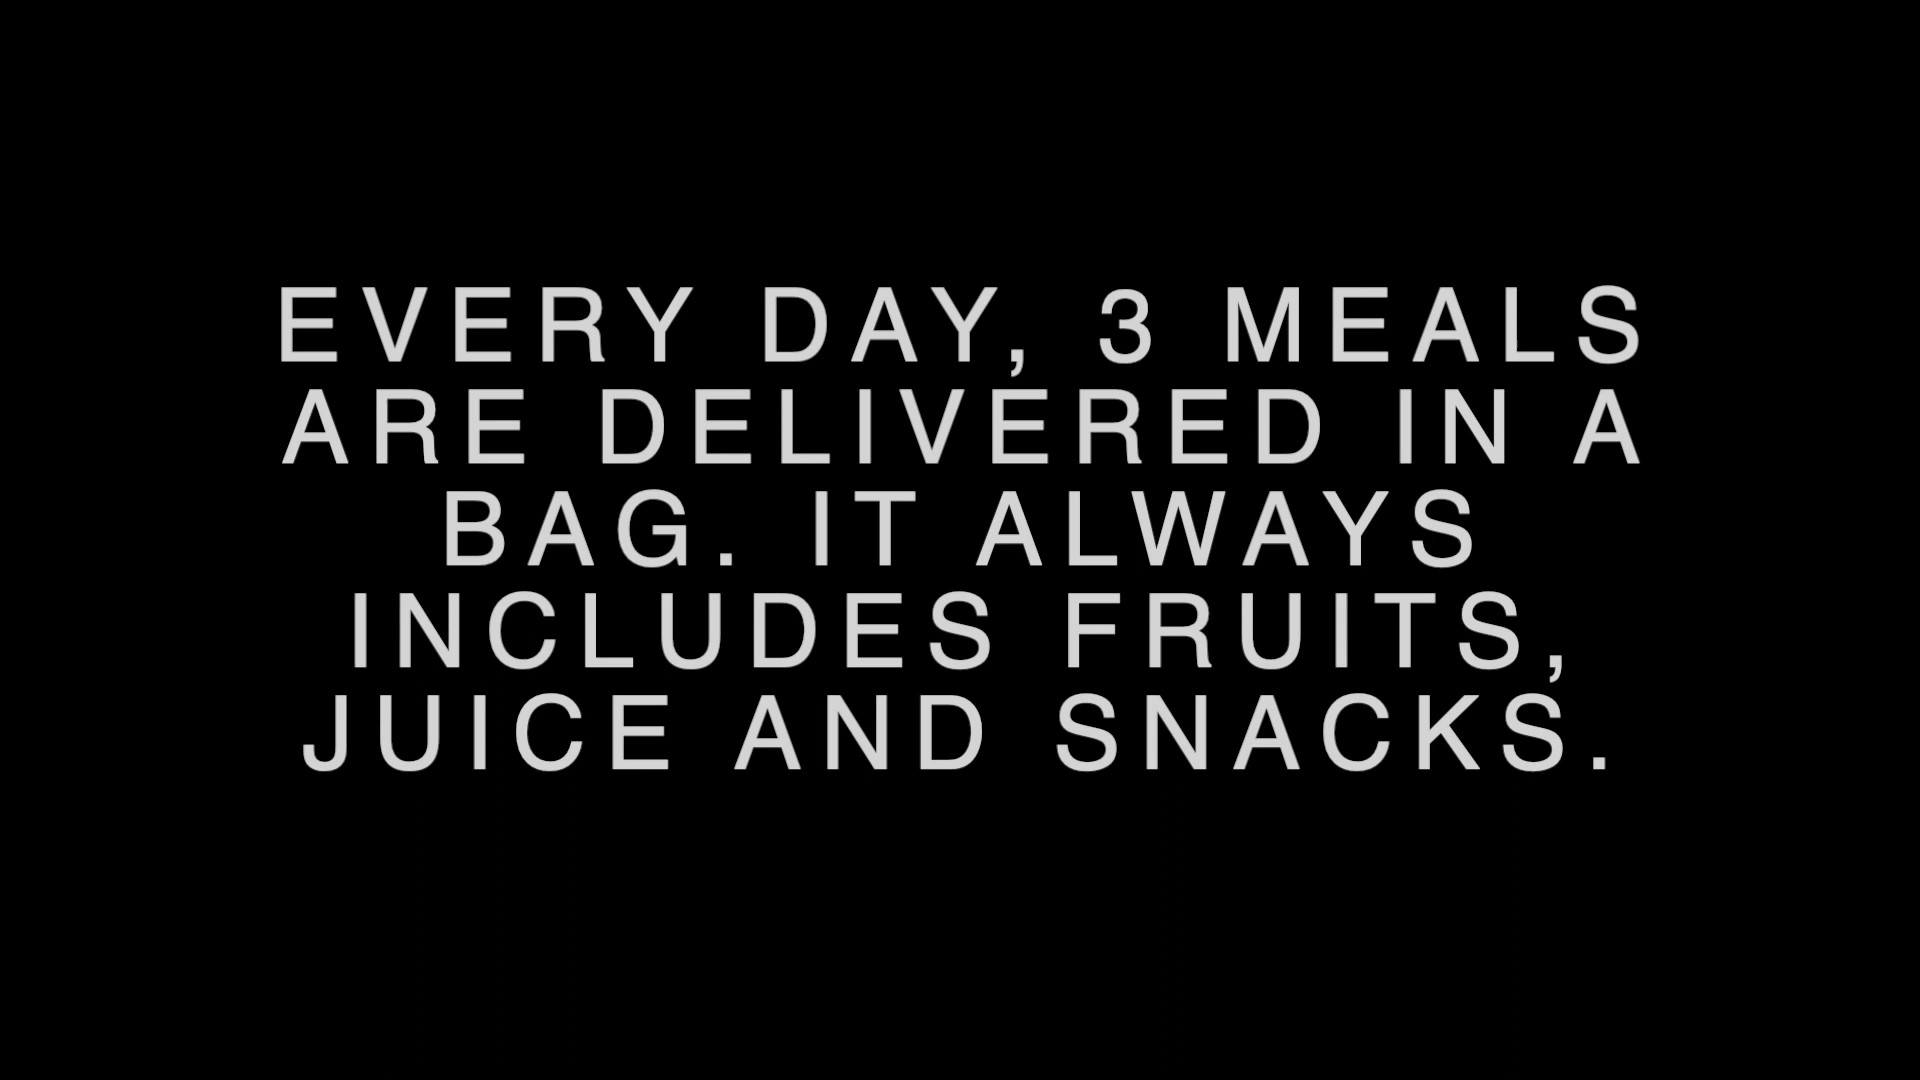 EVERY DAY, 3 MEALS
ARE DELIVERED IN A
BAG. IT ALWAYS
INCLUDES FRUITS,
JUICE AND SNACKS.